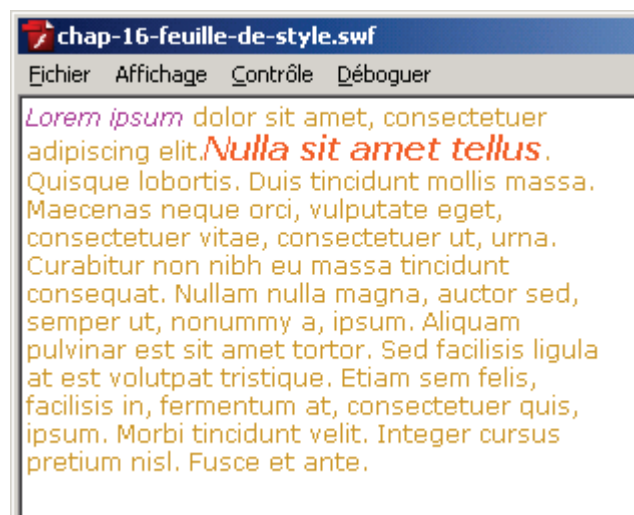 chap-16-feuille-de-style.swf
Fichier Affichage Contrôle Déboguer
Lorem ipsum dolor sit amet, consectetuer
adipiscing elit.Nulla sit amet tellus.
Quisque lobortis. Duis tincidunt mollis massa.
Maecenas neque orci, vulputate eget,
consectetuer vitae, consectetuer ut, urna.
Curabitur non nibh eu massa tincidunt
consequat. Nullam nulla magna, auctor sed,
semper ut, nonummy a, ipsum. Aliquam
pulvinar est sit amet tortor. Sed facilisis ligula
at est volutpat tristique. Etiam sem felis,
facilisis in, fermentum at, consectetuer quis,
ipsum. Morbi tincidunt velit. Integer cursus
pretium nisl. Fusce et ante.